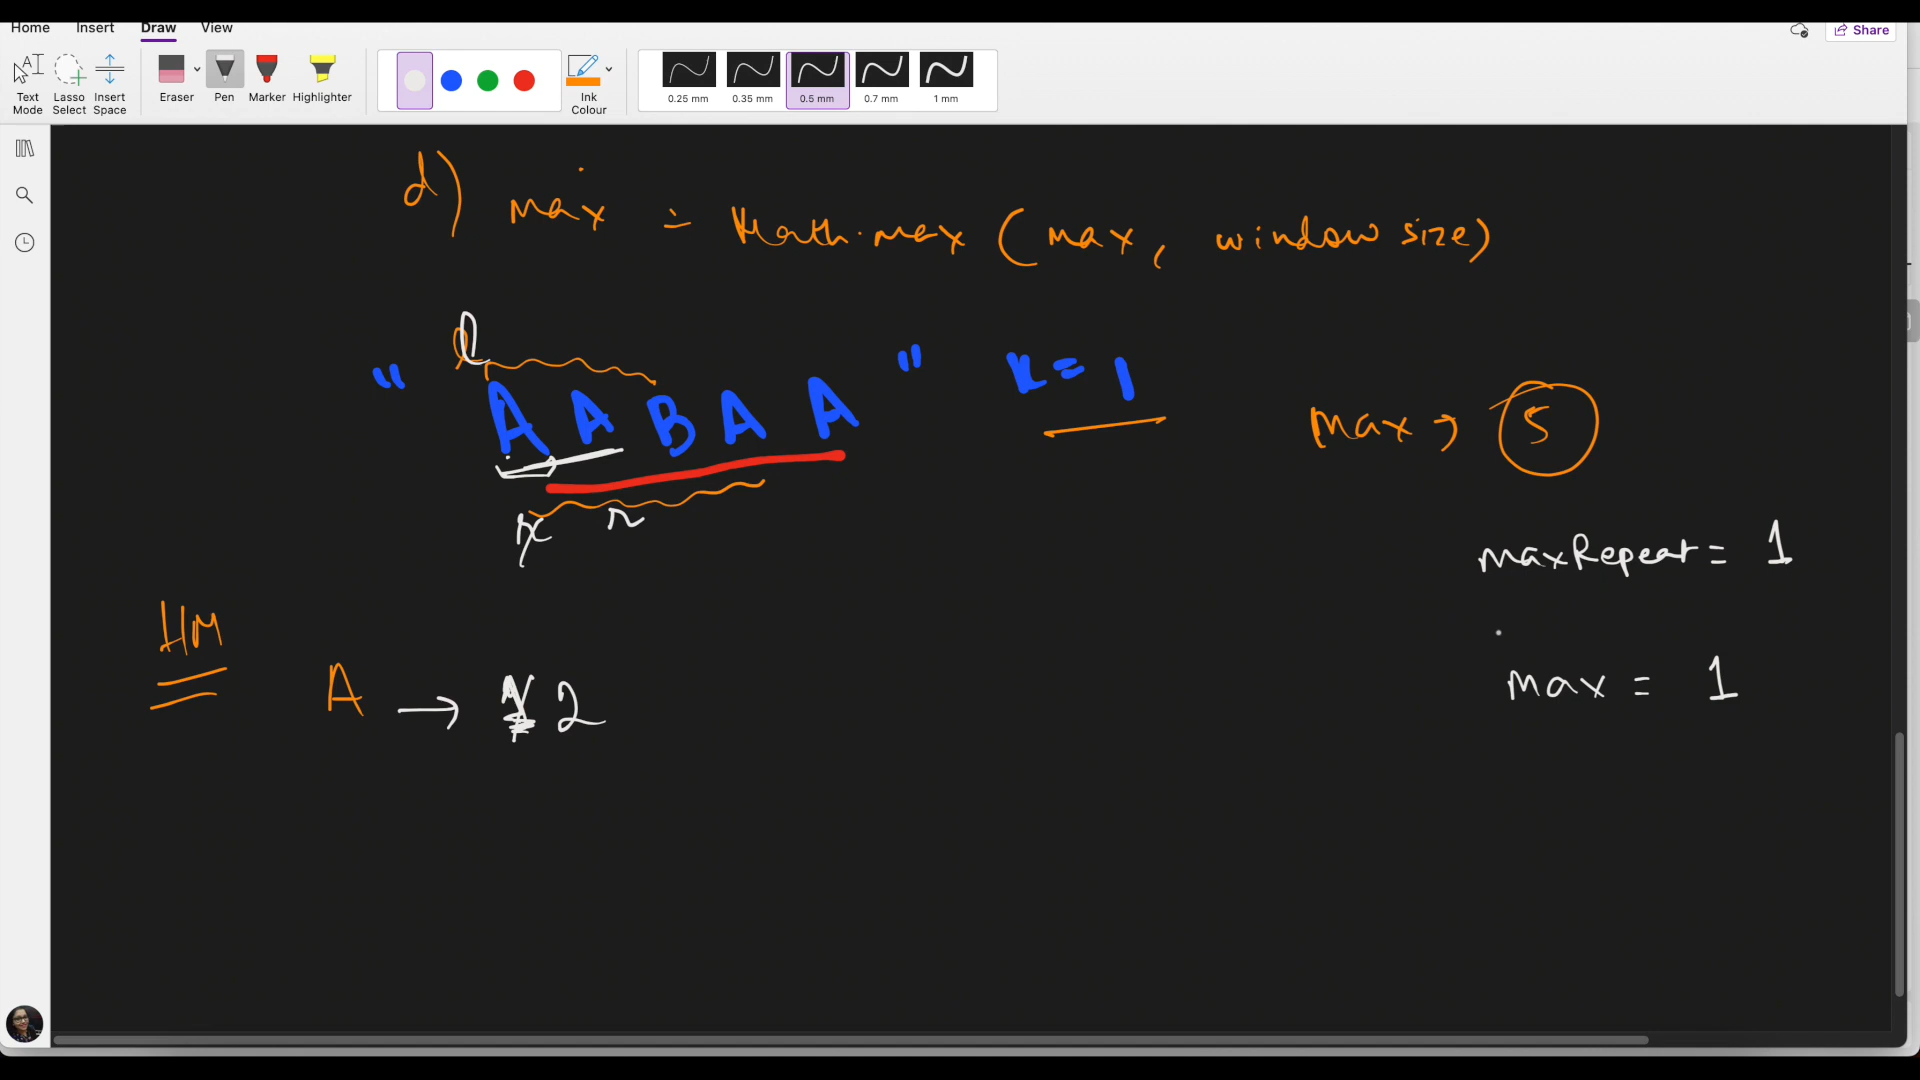 Home Insert Draw View Share
Text Mode Lasso Select Insert Space Eraser Pen Marker Highlighter Ink Colour 0.25 mm 0.35 mm 0.5 mm 0.7 mm 1 mm
d) max = Math.max (max, window size)
l
" A A B A A " k = 1
max → 5
r
maxRepeat = 1
HM
A → 1 2
max = 1